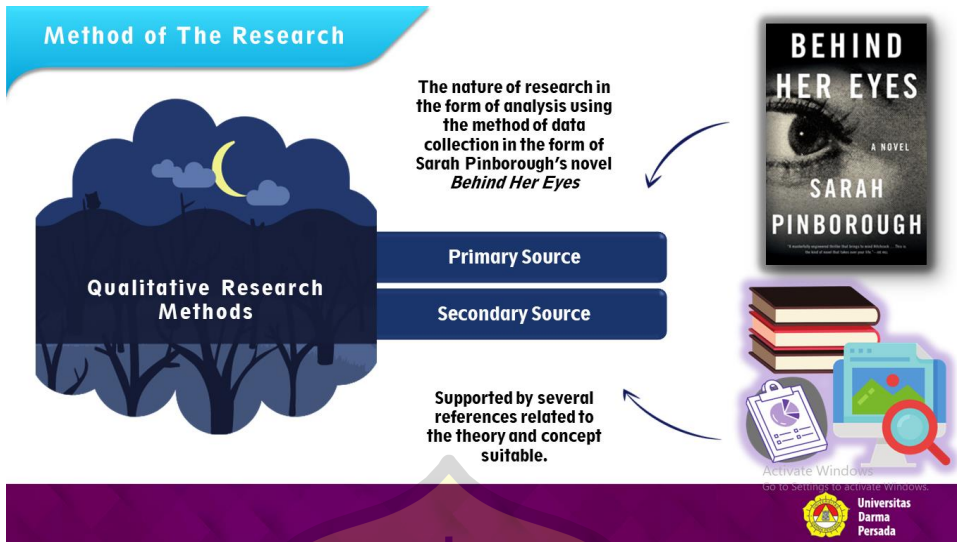 Method of The Research
The nature of research in
the form of analysis using
the method of data
collection in the form of
Sarah Pinborough's novel
Behind Her Eyes
BEHIND
HER EYES
A NOVEL
SARAH
PINBOROUGH
Primary Source
Secondary Source
Qualitative Research
Methods
Supported by several
references related to
the theory and concept
suitable.
Activate Windows
Go to Settings to activate Windows.
Universitas
Darma
Persada